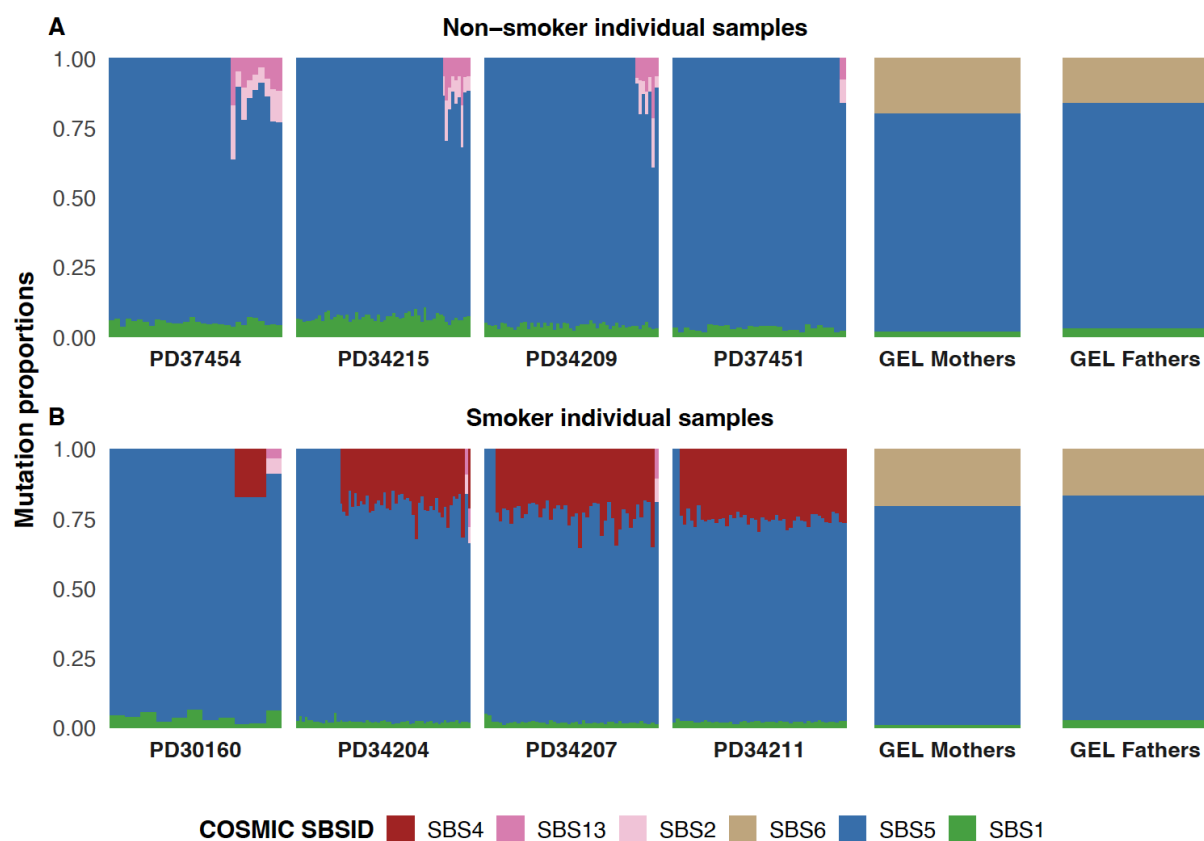 A
Non–smoker individual samples
1.00
0.75
0.50
0.25
0.00
PD37454 PD34215 PD34209 PD37451 GEL Mothers GEL Fathers
Mutation proportions
B
Smoker individual samples
1.00
0.75
0.50
0.25
0.00
PD30160 PD34204 PD34207 PD34211 GEL Mothers GEL Fathers
COSMIC SBSID SBS4 SBS13 SBS2 SBS6 SBS5 SBS1